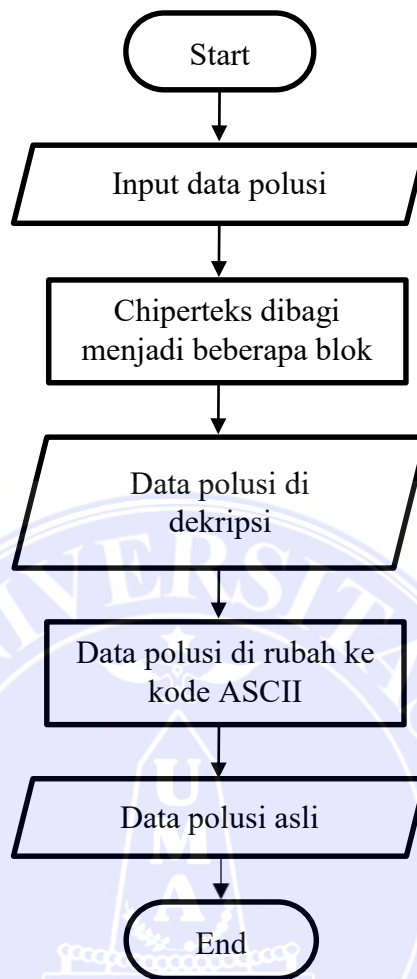 Start
Input data polusi
Chiperteks dibagi
menjadi beberapa blok
Data polusi di
dekripsi
Data polusi di rubah ke
kode ASCII
Data polusi asli
End
UMA